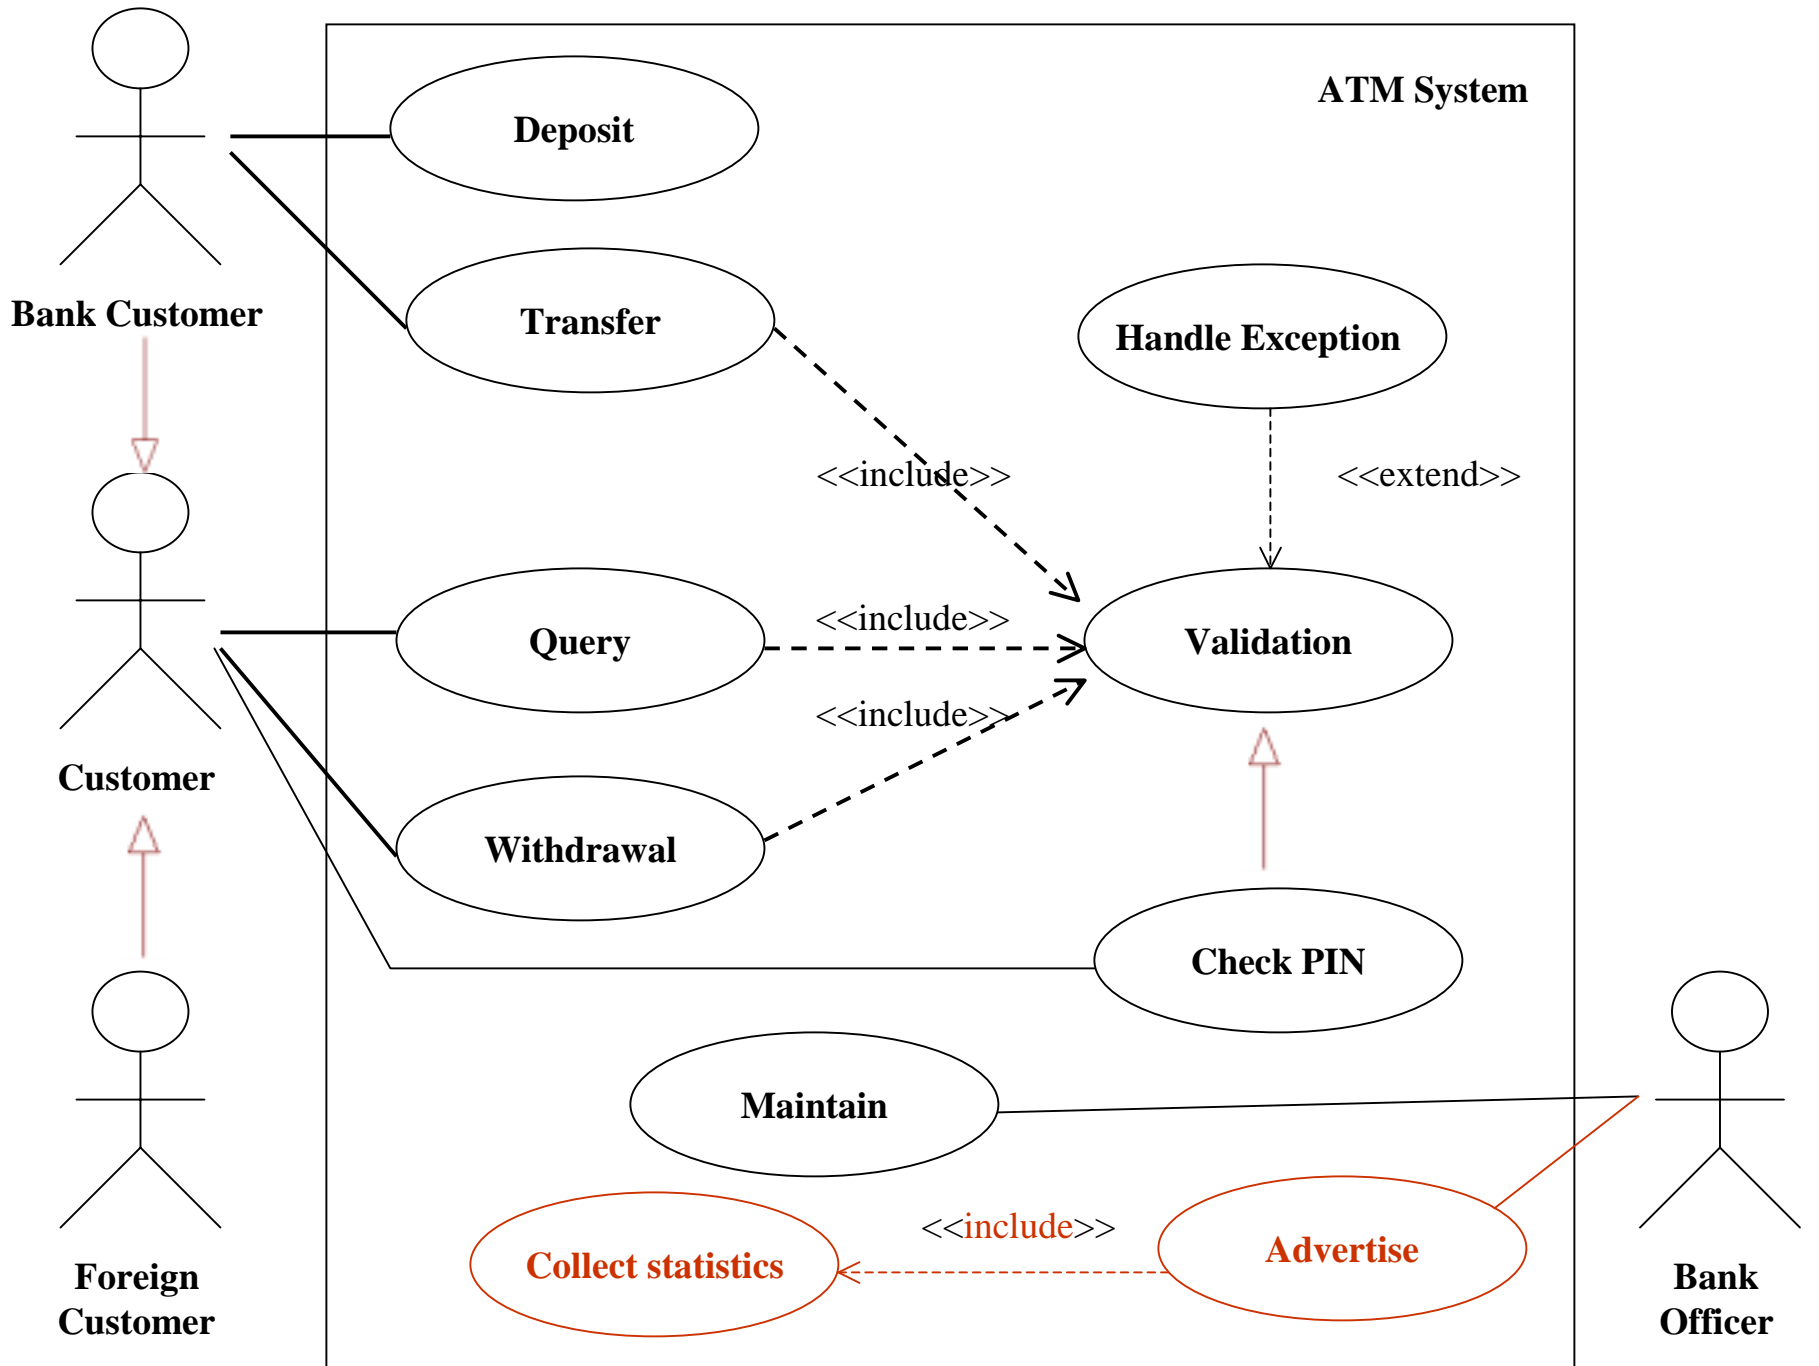 ATM System
Deposit
Bank Customer
Transfer
Handle Exception
<<include>>
<<extend>>
<<include>>
Query
Validation
<<include>>
Customer
Withdrawal
Check PIN
Maintain
<<include>>
Collect statistics
Advertise
Foreign
Customer
Bank
Officer